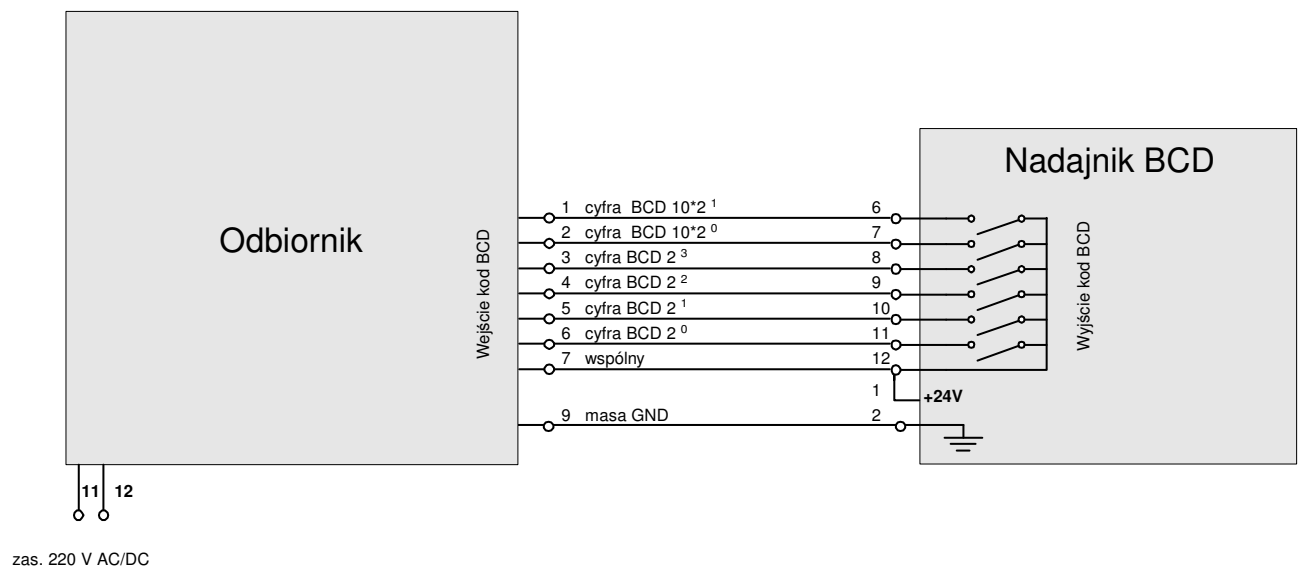 Nadajnik BCD
Odbiornik
Wejście kod BCD
Wyjście kod BCD
1 cyfra BCD 10*2 1 6
2 cyfra BCD 10*2 0 7
3 cyfra BCD 2 3 8
4 cyfra BCD 2 2 9
5 cyfra BCD 2 1 10
6 cyfra BCD 2 0 11
7 wspólny 12
1 +24V
9 masa GND 2
11 12
zas. 220 V AC/DC